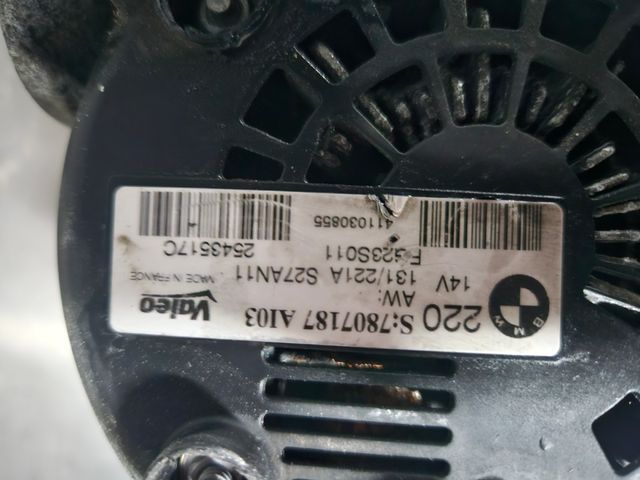 BMW
220 S:7807187 AI03
AW:
14V 131/221A S27AN11
Valeo
MADE IN FRANCE
2543517C
411030855